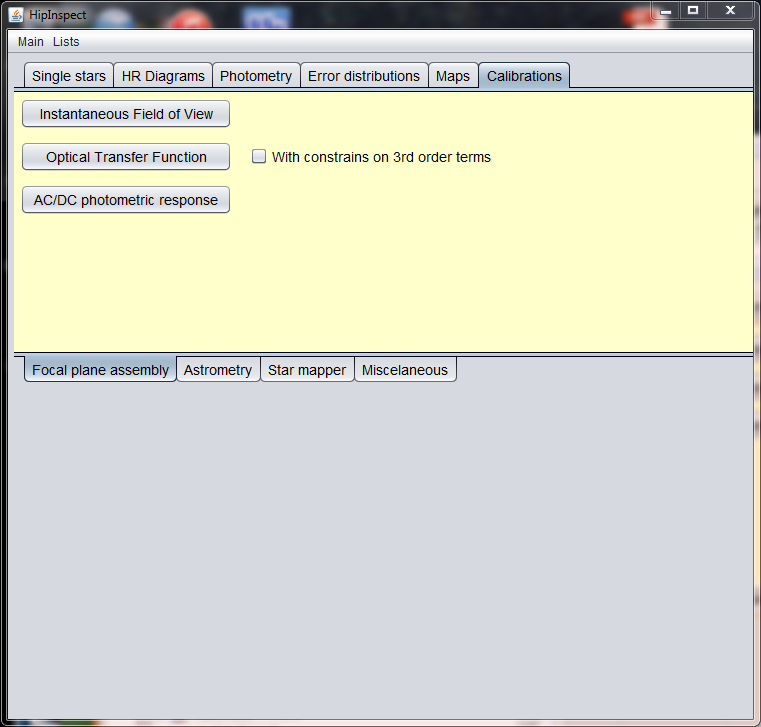 HipInspect
Main Lists
Single stars HR Diagrams Photometry Error distributions Maps Calibrations
Instantaneous Field of View
Optical Transfer Function With constrains on 3rd order terms
AC/DC photometric response
Focal plane assembly Astrometry Star mapper Miscelaneous